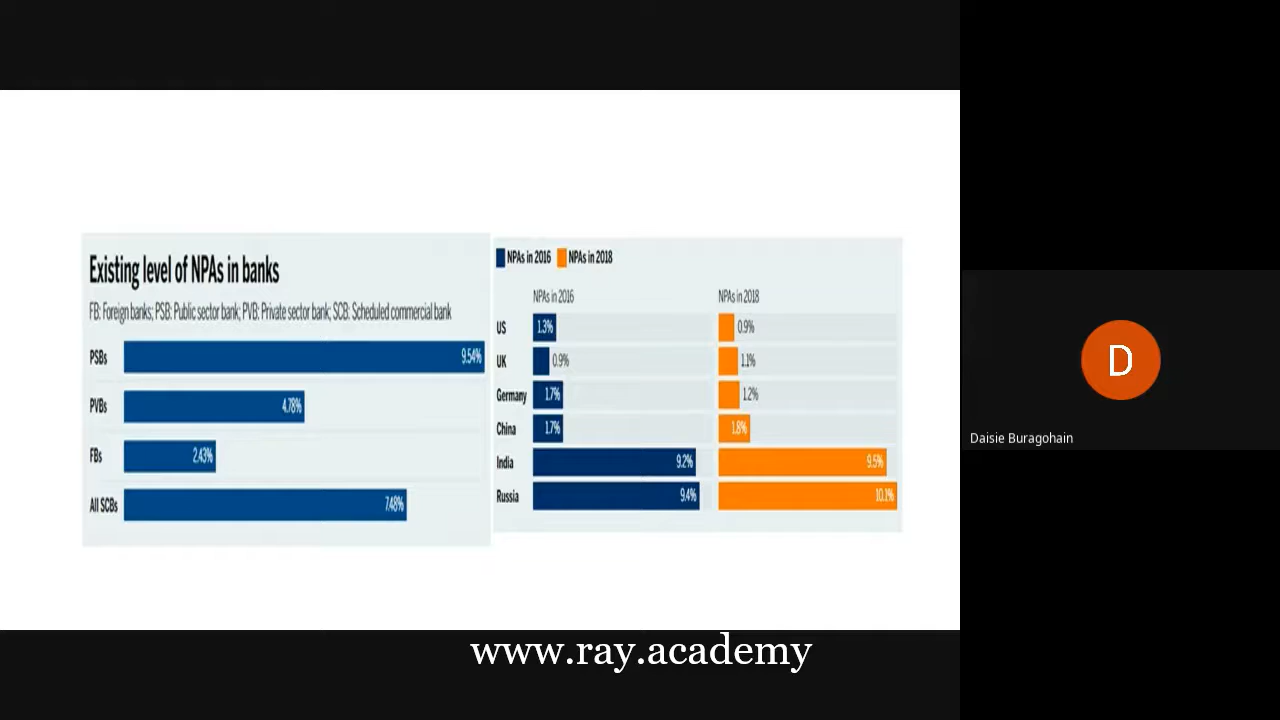 Existing level of NPAs in banks
FB: Foreign banks; PSB: Public sector bank; PVB: Private sector bank; SCB: Scheduled commercial bank
PSBs 9.54%
PVBs 4.78%
FBs 2.43%
All SCBs 7.48%
NPAs in 2016 NPAs in 2018
NPAs in 2016 NPAs in 2018
US 1.3% 0.9%
UK 0.9% 1.1%
Germany 1.7% 1.2%
China 1.7% 1.8%
India 9.2% 9.5%
Russia 9.4% 10.1%
D
Daisie Buragohain
www.ray.academy